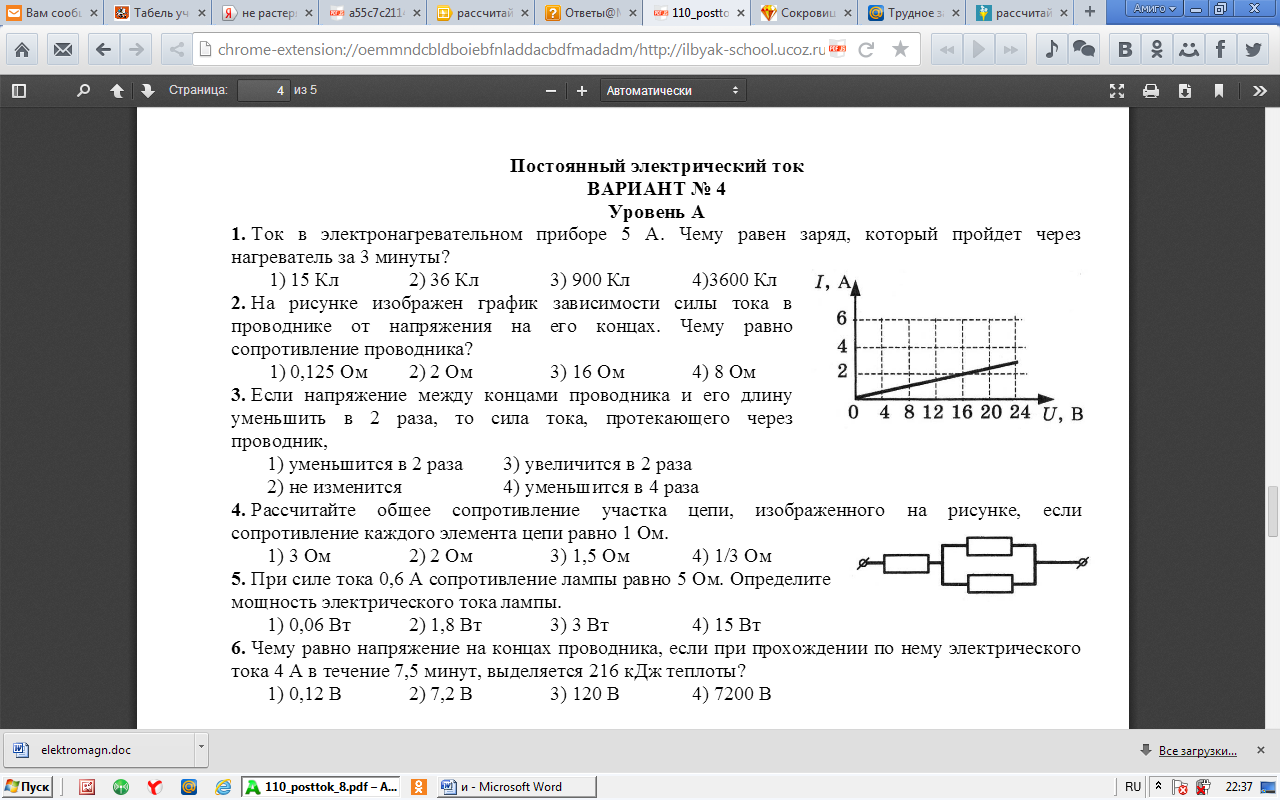 Вам сообщ
Табель уч
не растеря
a55c7c211
рассчитай
Ответы@М
110_postto
Сокровищ
Трудное за
рассчитай
Амиго
chrome-extension://oemmndcbldboiebfnladdacbdfmadadm/http://ilbyak-school.ucoz.ru
Страница: 4 из 5
Автоматически
Постоянный электрический ток
ВАРИАНТ № 4
Уровень А
1. Ток в электронагревательном приборе 5 А. Чему равен заряд, который пройдет через
нагреватель за 3 минуты?
1) 15 Кл 2) 36 Кл 3) 900 Кл 4)3600 Кл
2. На рисунке изображен график зависимости силы тока в
проводнике от напряжения на его концах. Чему равно
сопротивление проводника?
1) 0,125 Ом 2) 2 Ом 3) 16 Ом 4) 8 Ом
I, А
6
4
2
0 4 8 12 16 20 24 U, В
3. Если напряжение между концами проводника и его длину
уменьшить в 2 раза, то сила тока, протекающего через
проводник,
1) уменьшится в 2 раза 3) увеличится в 2 раза
2) не изменится 4) уменьшится в 4 раза
4. Рассчитайте общее сопротивление участка цепи, изображенного на рисунке, если
сопротивление каждого элемента цепи равно 1 Ом.
1) 3 Ом 2) 2 Ом 3) 1,5 Ом 4) 1/3 Ом
5. При силе тока 0,6 А сопротивление лампы равно 5 Ом. Определите
мощность электрического тока лампы.
1) 0,06 Вт 2) 1,8 Вт 3) 3 Вт 4) 15 Вт
6. Чему равно напряжение на концах проводника, если при прохождении по нему электрического
тока 4 А в течение 7,5 минут, выделяется 216 кДж теплоты?
1) 0,12 В 2) 7,2 В 3) 120 В 4) 7200 В
elektromagn.doc
Все загрузки...
Пуск
110_posttok_8.pdf – А...
и - Microsoft Word
RU
22:37